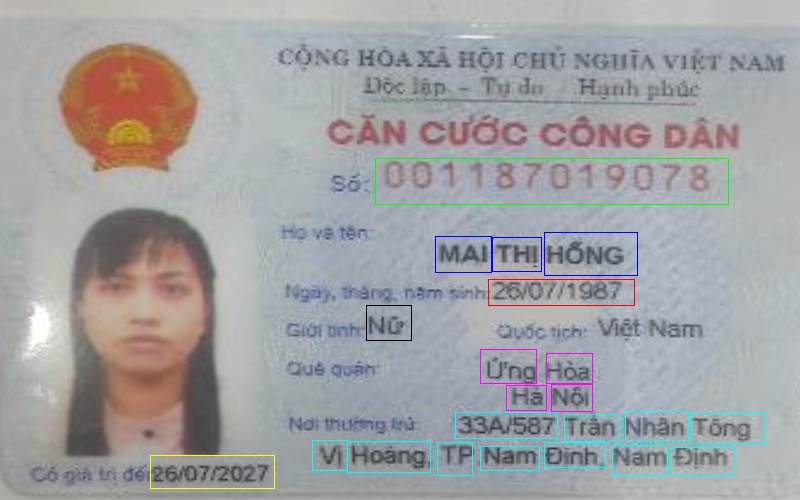 CỘNG HÒA XÃ HỘI CHỦ NGHĨA VIỆT NAM
Độc lập - Tự do / Hạnh phúc
CĂN CƯỚC CÔNG DÂN
Số: 001187019078
Họ và tên:
MAI THỊ HỒNG
Ngày, tháng, năm sinh: 26/07/1987
Giới tính: Nữ Quốc tịch: Việt Nam
Quê quán: Ứng Hòa
Hà Nội
Nơi thường trú: 33A/587 Trần Nhân Tông
Vị Hoàng, TP, Nam Định, Nam Định
Có giá trị đến 26/07/2027